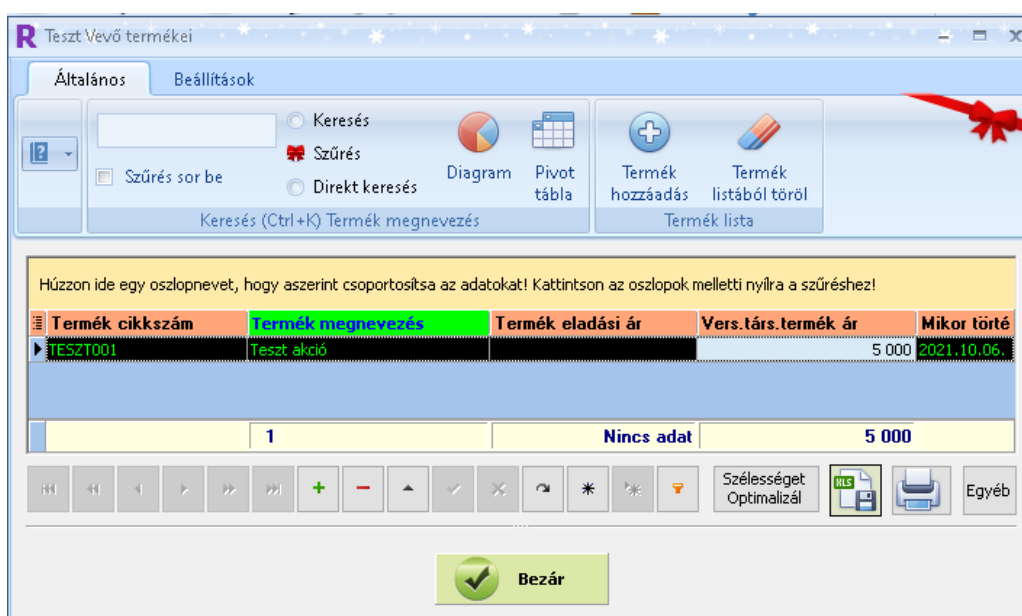 R Teszt Vevő termékei
Általános Beállítások
Keresés
Szűrés
Szűrés sor be
Direkt keresés
Diagram
Pivot
tábla
Termék
hozzáadás
Termék
listából töröl
Keresés (Ctrl+K) Termék megnevezés
Termék lista
Húzzon ide egy oszlopnevet, hogy aszerint csoportosítsa az adatokat! Kattintson az oszlopok melletti nyílra a szűréshez!
Termék cikkszám Termék megnevezés Termék eladási ár Vers.társ.termék ár Mikor törté
TESZT001 Teszt akció 5 000 2021.10.06.
1 Nincs adat 5 000
Szélességet
Optimalizál
XLS
Egyéb
Bezár